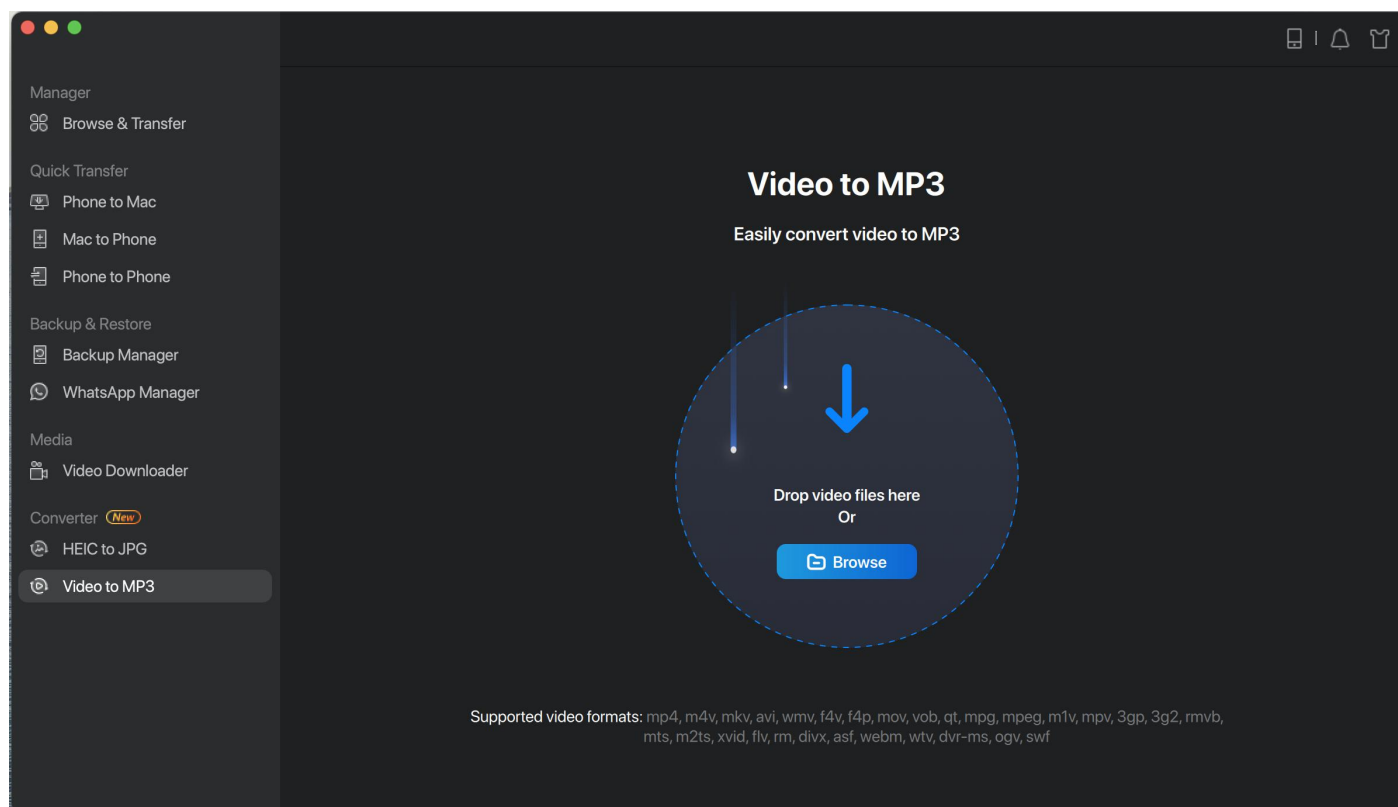 Manager
Browse & Transfer
Quick Transfer
Phone to Mac
Mac to Phone
Phone to Phone
Backup & Restore
Backup Manager
WhatsApp Manager
Media
Video Downloader
Converter New
HEIC to JPG
Video to MP3
Video to MP3
Easily convert video to MP3
Drop video files here
Or
Browse
Supported video formats: mp4, m4v, mkv, avi, wmv, f4v, f4p, mov, vob, qt, mpg, mpeg, m1v, mpv, 3gp, 3g2, rmvb,
mts, m2ts, xvid, flv, rm, divx, asf, webm, wtv, dvr-ms, ogv, swf